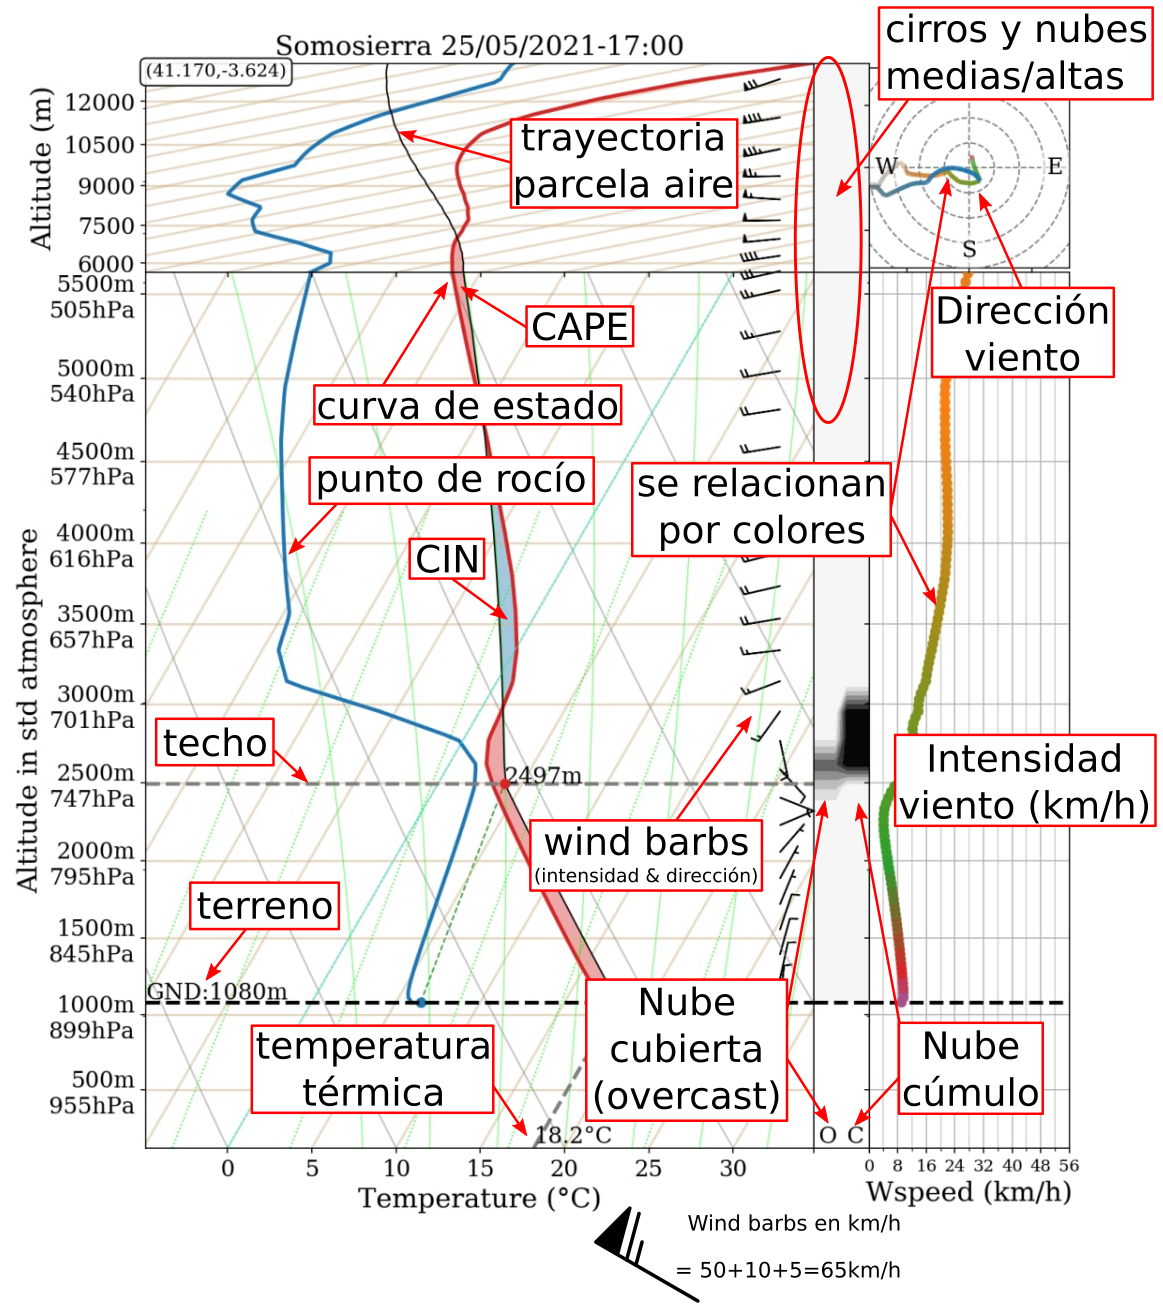 Somosierra 25/05/2021-17:00
(41.170,-3.624)
cirros y nubes
medias/altas
Altitude (m)
12000
10500
9000
7500
6000
trayectoria
parcela aire
W
E
S
5500m
505hPa
5000m
540hPa
4500m
577hPa
4000m
616hPa
3500m
657hPa
3000m
701hPa
2500m
747hPa
2000m
795hPa
1500m
845hPa
1000m
899hPa
500m
955hPa
Altitude in std atmosphere
CAPE
Dirección
viento
curva de estado
punto de rocío
se relacionan
por colores
CIN
techo
2497m
Intensidad
viento (km/h)
wind barbs
(intensidad & dirección)
terreno
GND:1080m
Nube
cubierta
(overcast)
temperatura
térmica
Nube
cúmulo
18.2°C
O C
0 5 10 15 20 25 30
Temperature (°C)
0 8 16 24 32 40 48 56
Wspeed (km/h)
Wind barbs en km/h
= 50+10+5=65km/h